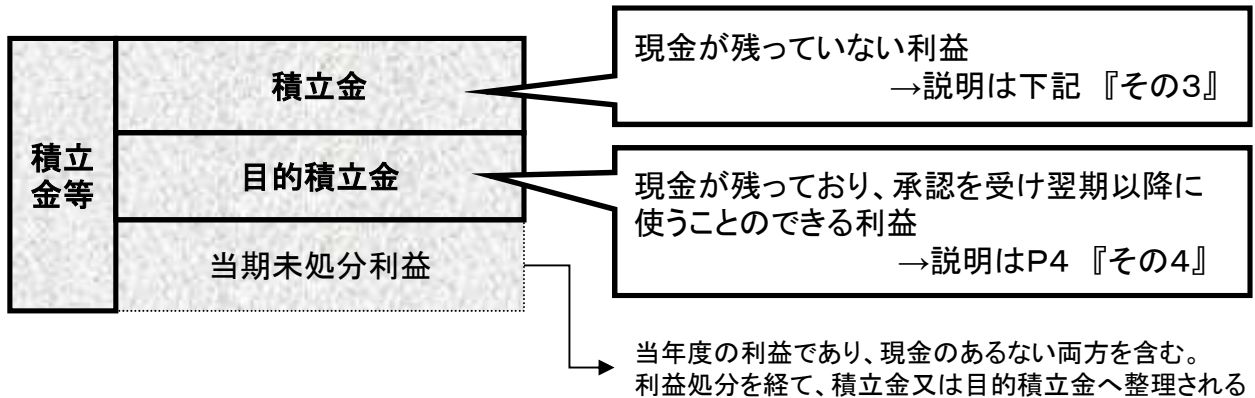 積立
金等
積立金
目的積立金
当期未処分利益
現金が残っていない利益
→説明は下記 『その3』
現金が残っており、承認を受け翌期以降に
使うことのできる利益
→説明はP4 『その4』
当年度の利益であり、現金のあるない両方を含む。
利益処分を経て、積立金又は目的積立金へ整理される